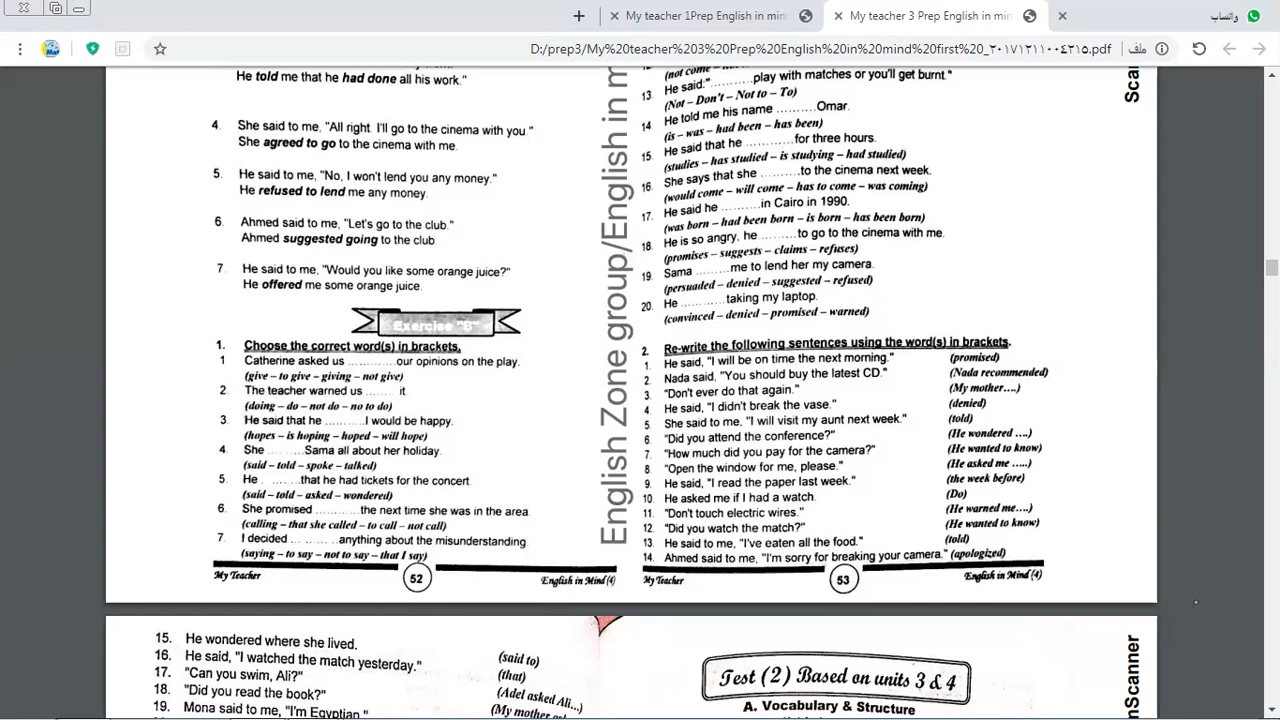 My teacher 1Prep English in min
My teacher 3 Prep English in min
واتساب
D:/prep3/My%20teacher%203%20Prep%20English%20in%20mind%20first%20_٢٠١٧١٢١١٠٠٤٢١٥.pdf
ملف
He told me that he had done all his work."
4. She said to me, "All right. I'll go to the cinema with you."
She agreed to go to the cinema with me.
5. He said to me, "No, I won't lend you any money."
He refused to lend me any money.
6. Ahmed said to me, "Let's go to the club."
Ahmed suggested going to the club.
7. He said to me, "Would you like some orange juice?"
He offered me some orange juice.
Exercise "B"
1. Choose the correct word(s) in brackets.
1 Catherine asked us ............ our opinions on the play.
(give – to give – giving – not give)
2. The teacher warned us ....... it.
(doing – do – not do – no to do)
3. He said that he ......... I would be happy.
(hopes – is hoping – hoped – will hope)
4. She .......... Sama all about her holiday.
(said – told – spoke – talked)
5. He .......... that he had tickets for the concert.
(said – told – asked – wondered)
6. She promised ........... the next time she was in the area.
(calling – that she called – to call – not call)
7. I decided ........... anything about the misunderstanding.
(saying – to say – not to say – that I say)
My Teacher 52 English in Mind (4)
English Zone group/English in m
(not come –
13. He said:" .......... play with matches or you'll get burnt."
(Not – Don't – Not to – To)
14. He told me his name ......... Omar.
(is – was – had been – has been)
15. He said that he ........... for three hours.
(studies – has studied – is studying – had studied)
16. She says that she ......... to the cinema next week.
(would come – will come – has to come – was coming)
17. He said he ......... in Cairo in 1990.
(was born – had been born – is born – has been born)
18. He is so angry, he ........ to go to the cinema with me.
(promises – suggests – claims – refuses)
19. Sama ........ me to lend her my camera.
(persuaded – denied – suggested – refused)
20. He ........... taking my laptop.
(convinced – denied – promised – warned)
2. Re-write the following sentences using the word(s) in brackets.
1. He said, "I will be on time the next morning." (promised)
2. Nada said, "You should buy the latest CD." (Nada recommended)
3. "Don't ever do that again." (My mother....)
4. He said, "I didn't break the vase." (denied)
5. She said to me, "I will visit my aunt next week." (told)
6. "Did you attend the conference?" (He wondered ....)
7. "How much did you pay for the camera?" (He wanted to know)
8. "Open the window for me, please." (He asked me .....)
9. He said, "I read the paper last week." (the week before)
10. He asked me if I had a watch. (Do)
11. "Don't touch electric wires." (He warned me....)
12. "Did you watch the match?" (He wanted to know)
13. He said to me, "I've eaten all the food." (told)
14. Ahmed said to me, "I'm sorry for breaking your camera." (apologized)
My Teacher 53 English in Mind (4)
Scan
15. He wondered where she lived. (said to)
16. He said, "I watched the match yesterday." (that)
17. "Can you swim, Ali?" (Adel asked Ali...)
18. "Did you read the book?" (My mother
19. Mona said to me, "I'm Egyptian."
Test (2) Based on units 3 & 4
A. Vocabulary & Structure
mScanner